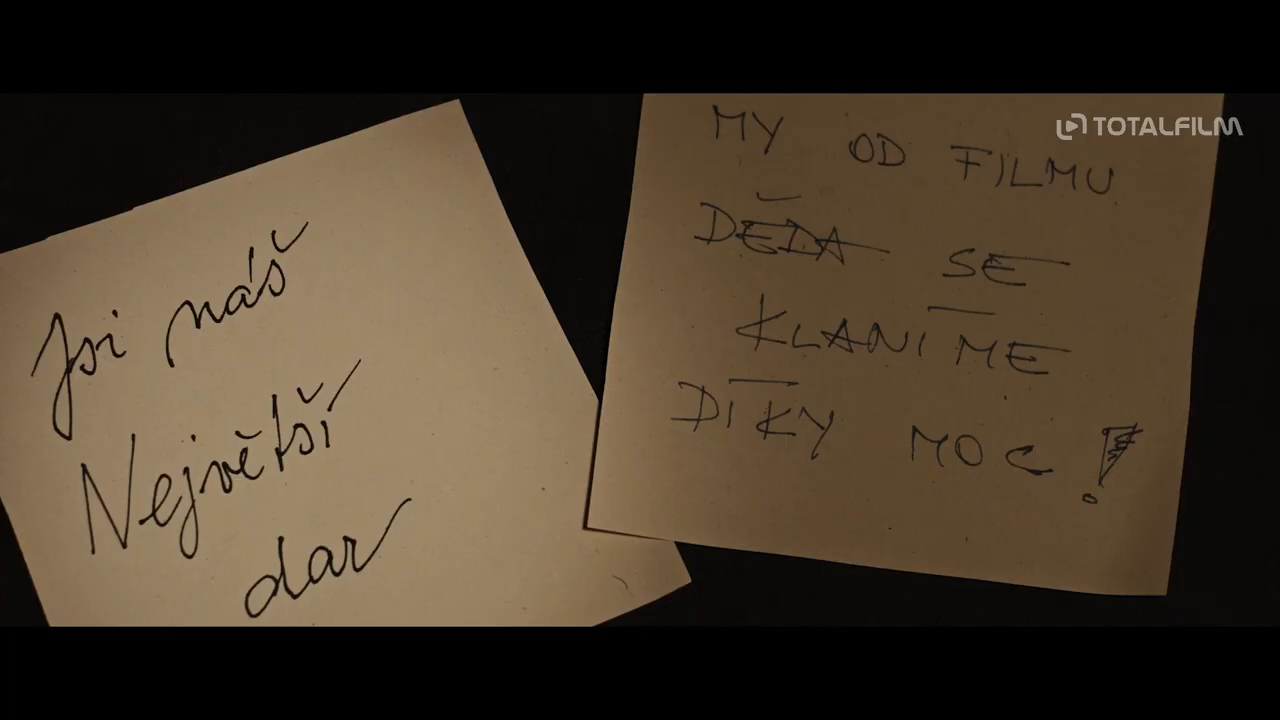 Jsi náš
Největší
dar
MY OD FILMU
DĚDA SE
KLANÍME
DÍKY MOC!
TOTALFILM